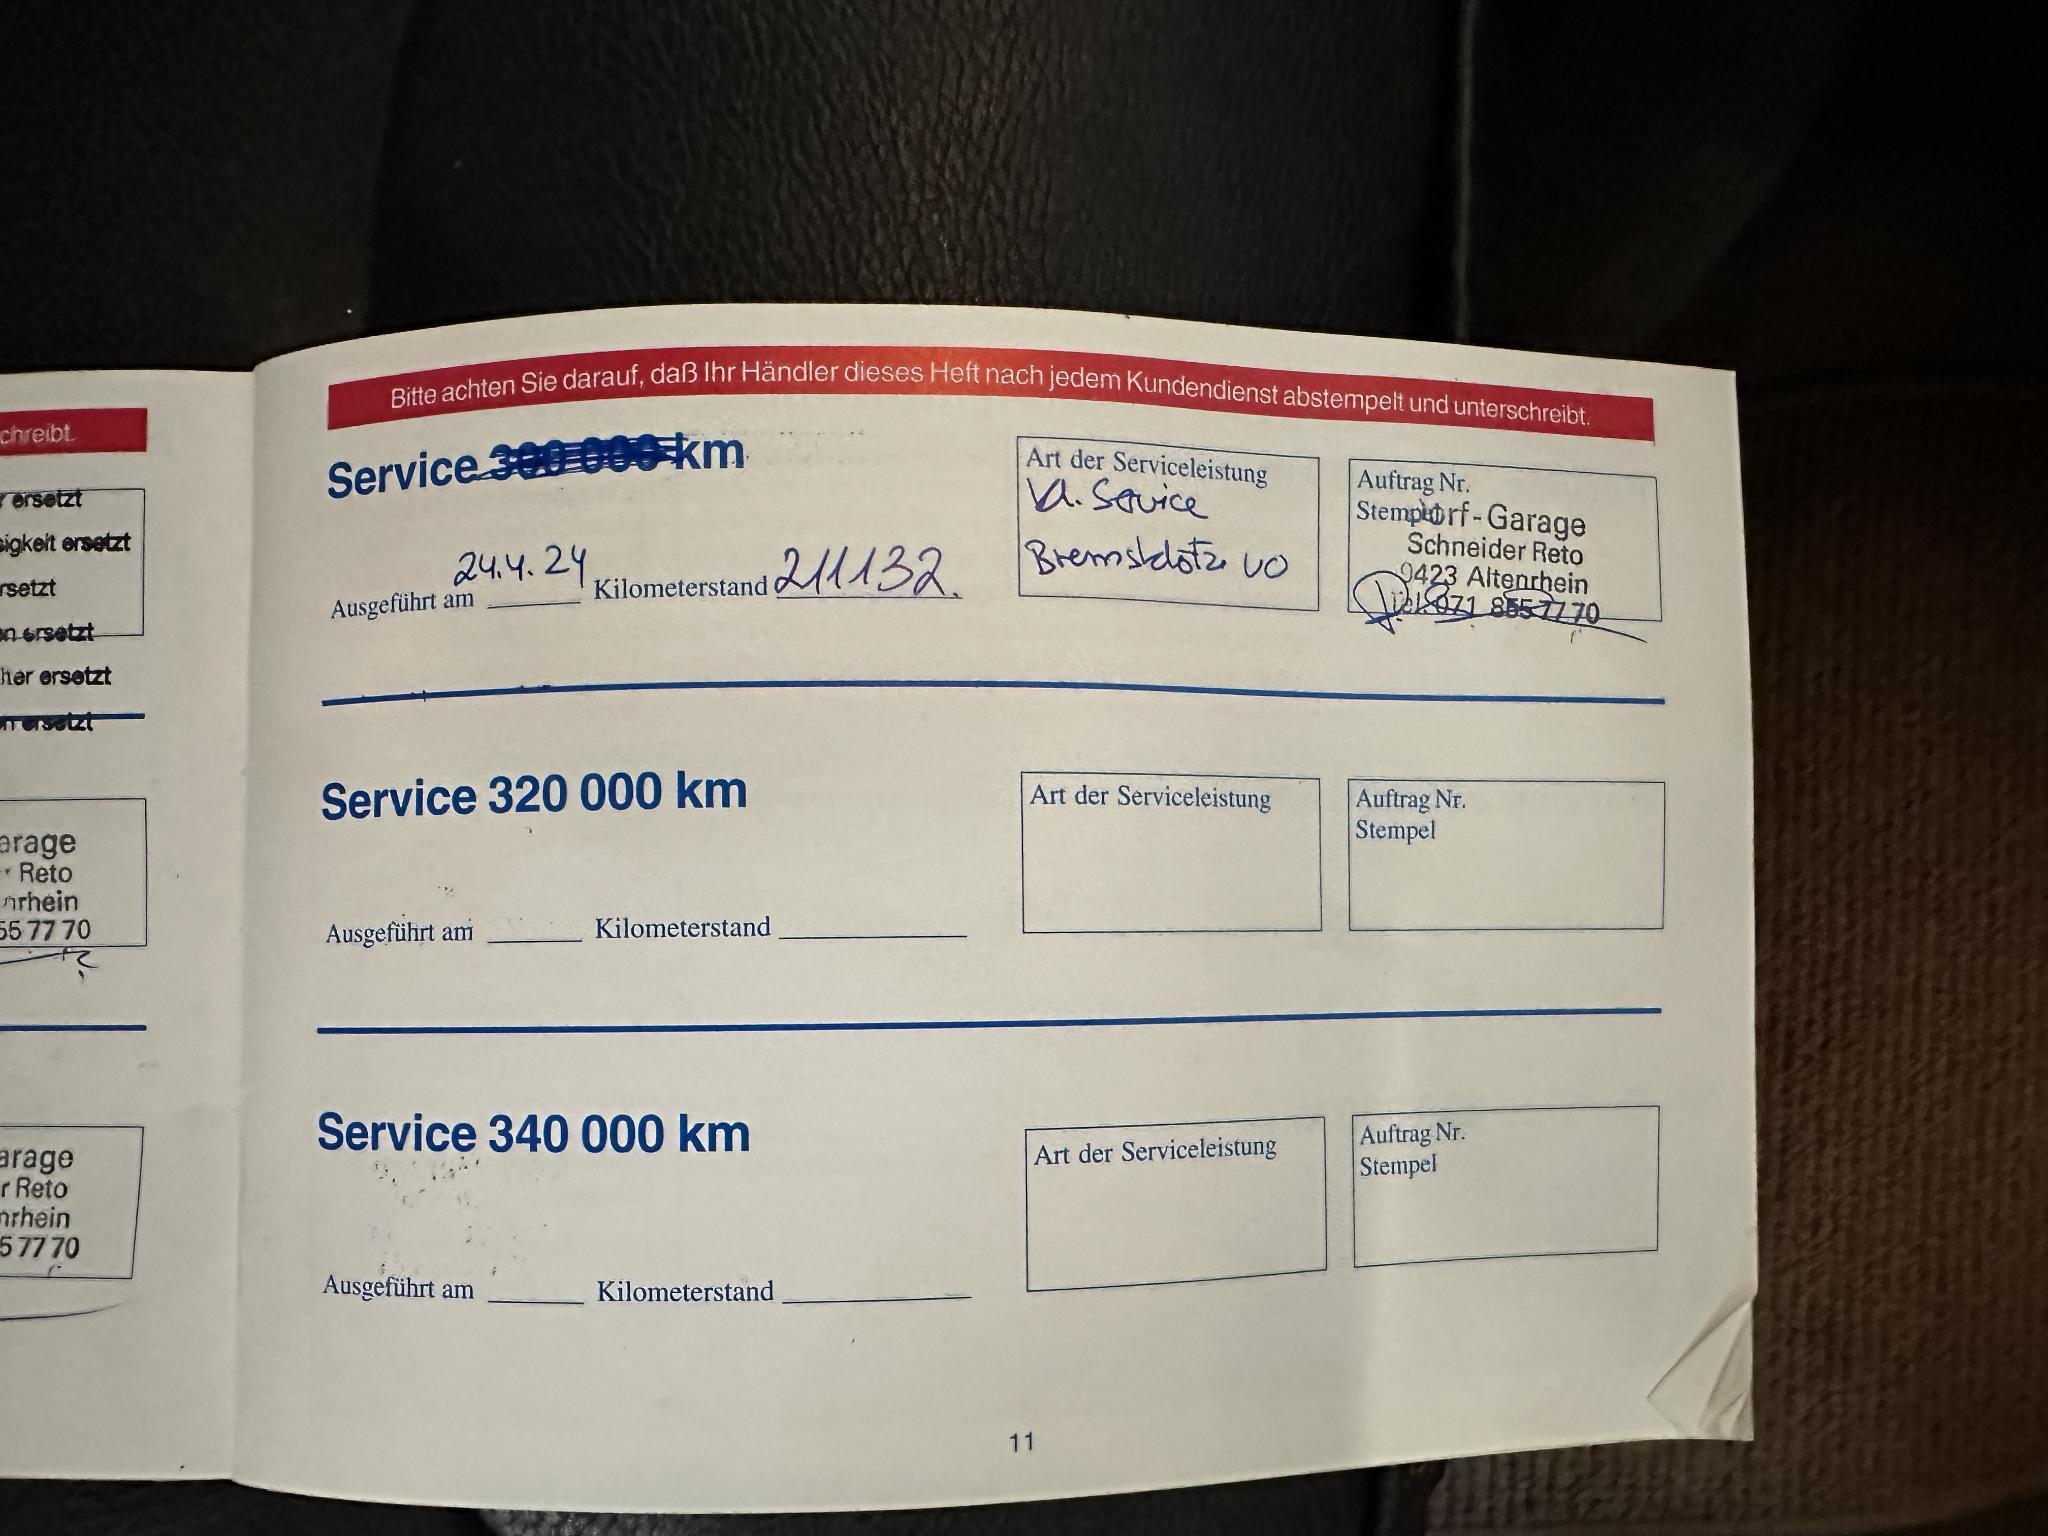 Bitte achten Sie darauf, daß Ihr Händler dieses Heft nach jedem Kundendienst abstempelt und unterschreibt.
Service 300 000 km
Ausgeführt am 24.4.24 Kilometerstand 211132.
Art der Serviceleistung
Kl. Service
Bremsklötze VO
Auftrag Nr.
Stempel
Dorf-Garage
Schneider Reto
9423 Altenrhein
Tel. 071 855 77 70
Service 320 000 km
Ausgeführt am Kilometerstand
Art der Serviceleistung
Auftrag Nr.
Stempel
Service 340 000 km
Ausgeführt am Kilometerstand
Art der Serviceleistung
Auftrag Nr.
Stempel
11
chreibt.
r ersetzt
sigkeit ersetzt
rsetzt
en ersetzt
her ersetzt
n ersetzt
arage
r Reto
nrhein
55 77 70
arage
r Reto
nrhein
5 77 70